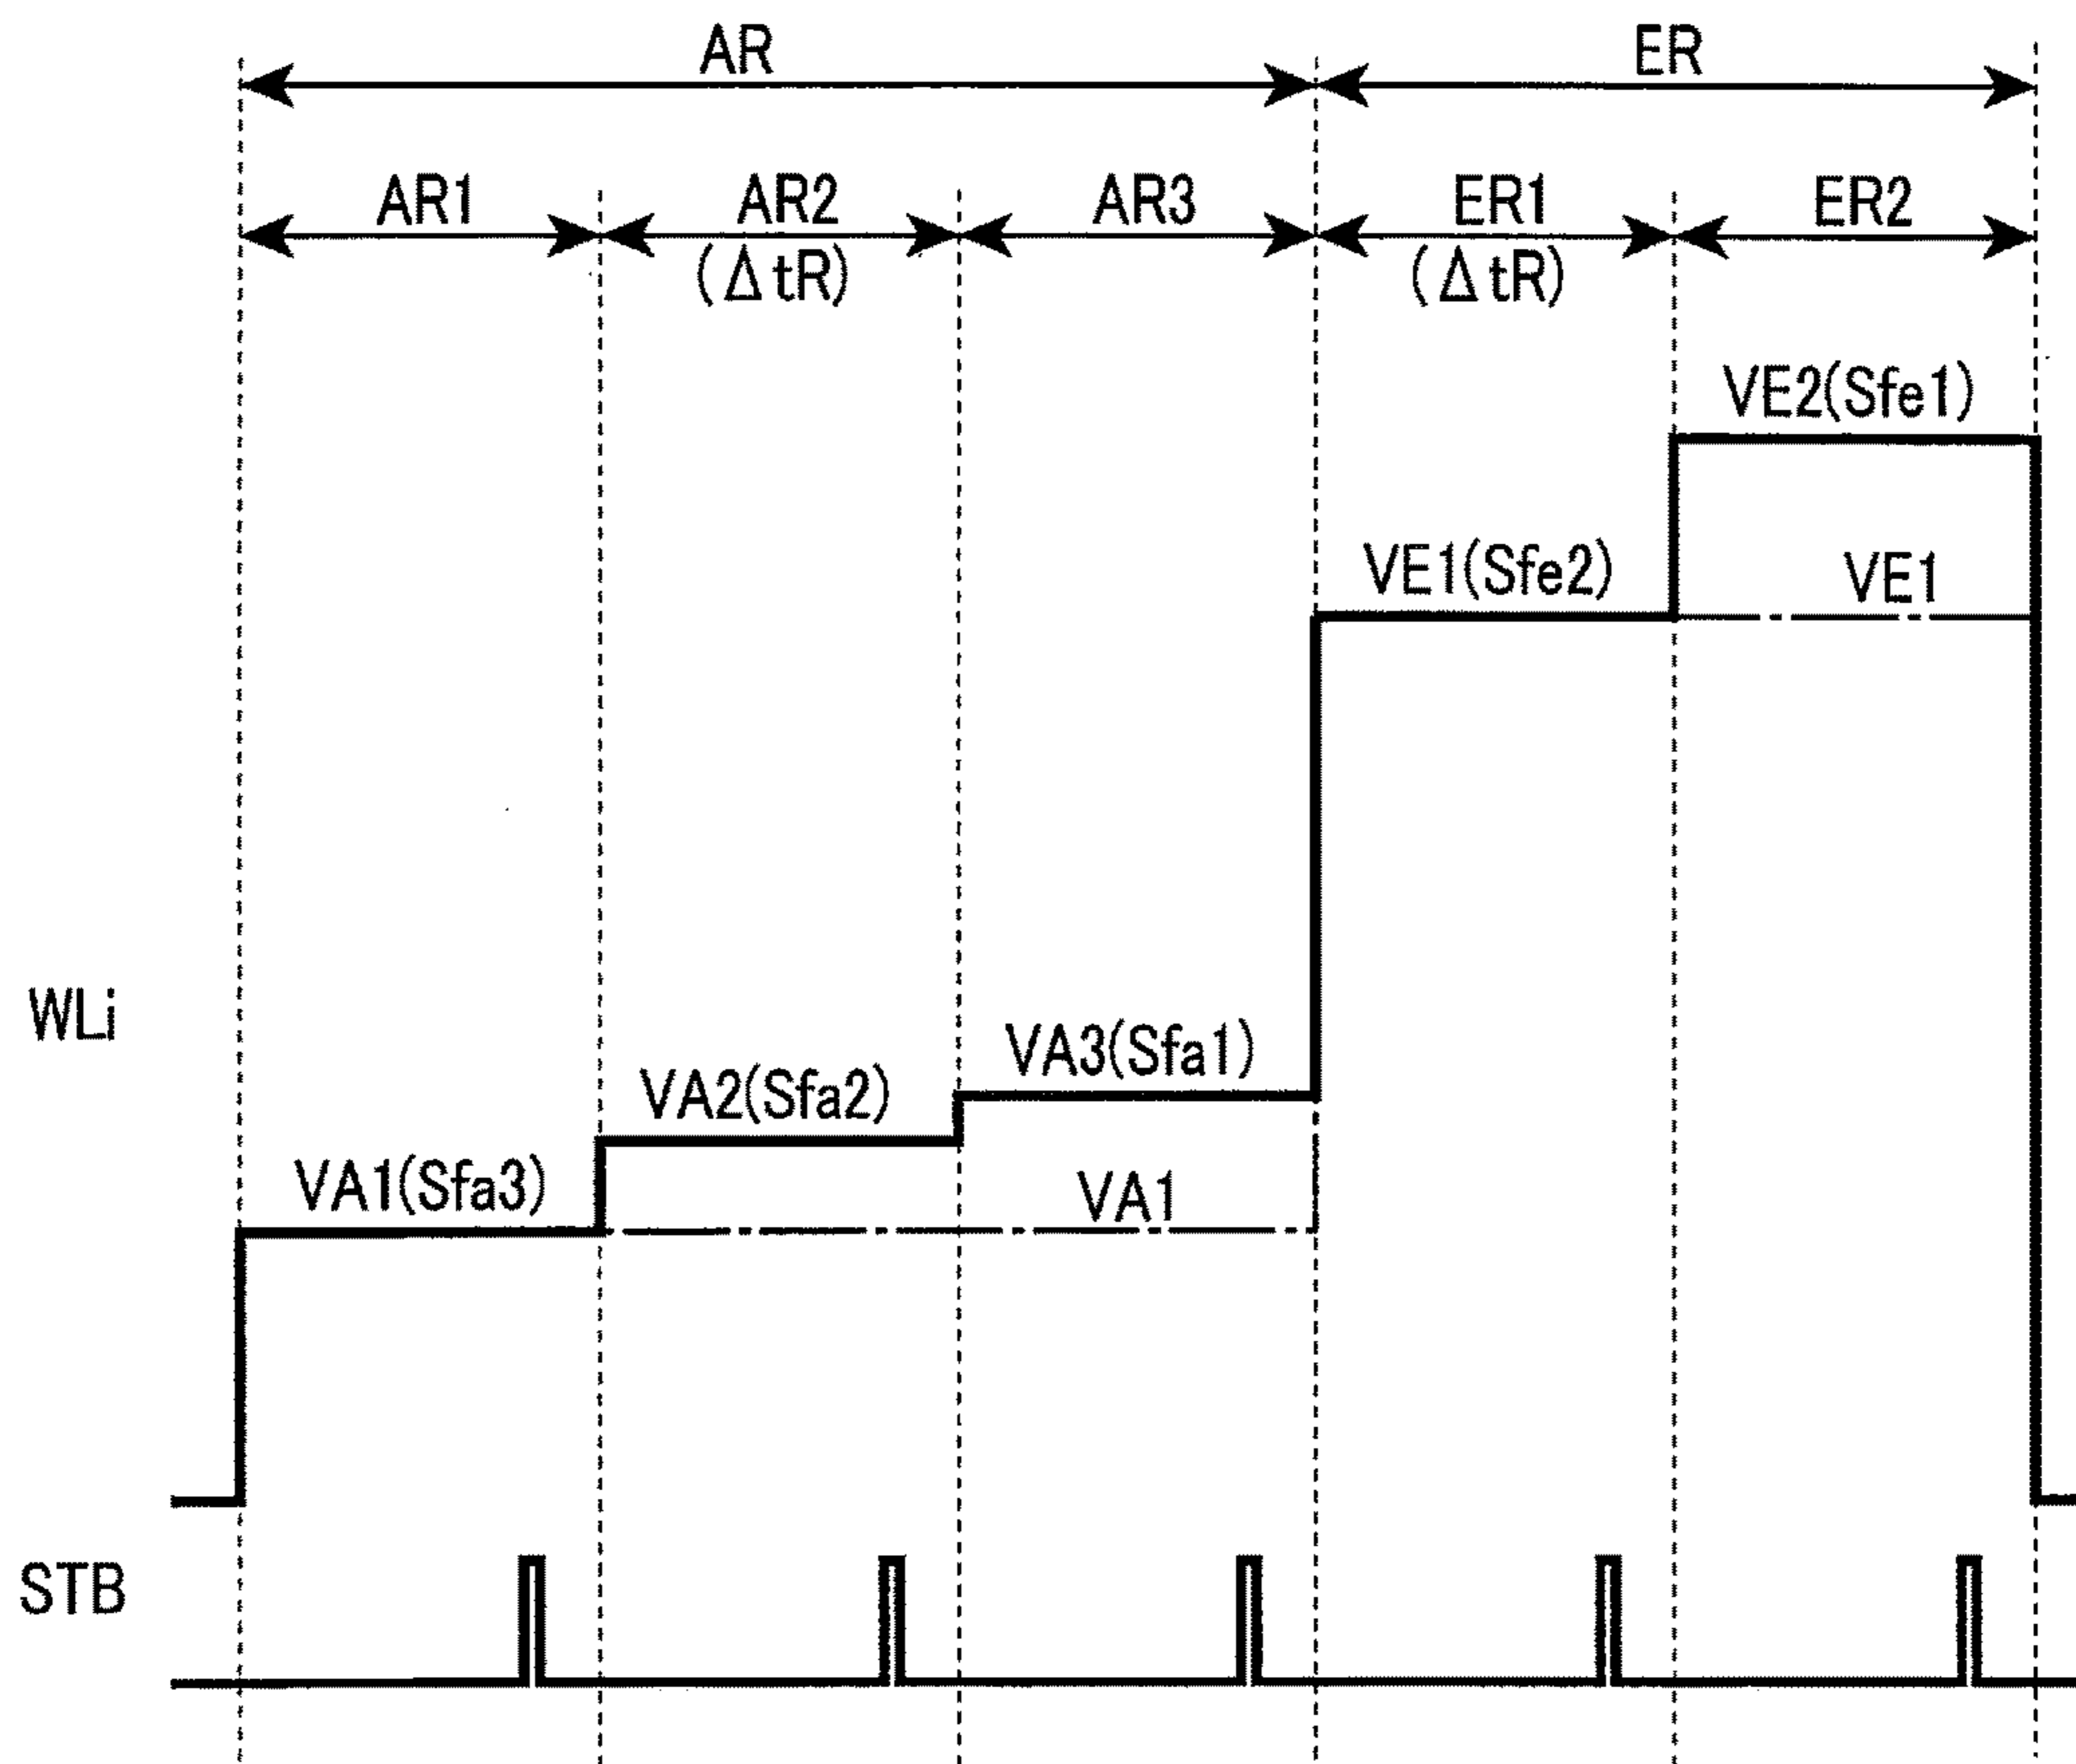 AR ER
AR1 AR2 AR3 ER1 ER2
(ΔtR) (ΔtR)
VE2(Sfe1)
VE1(Sfe2) VE1
WLi
VA3(Sfa1)
VA2(Sfa2)
VA1(Sfa3) VA1
STB